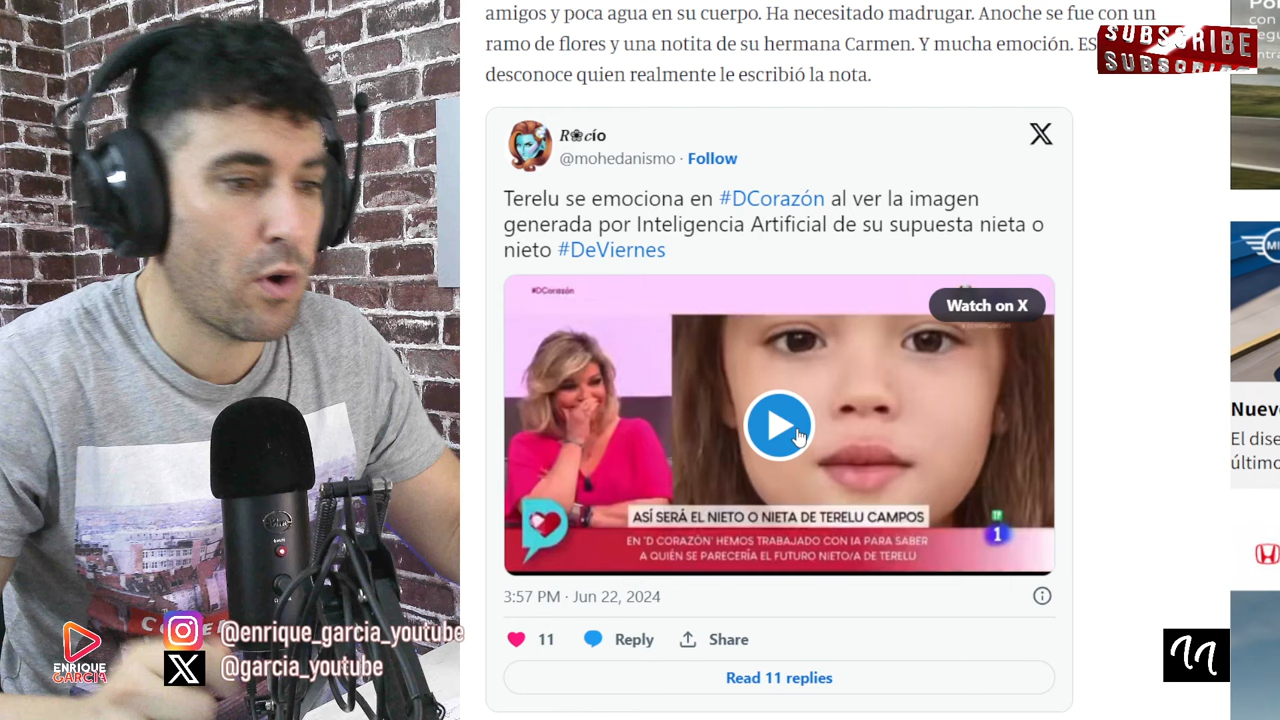 amigos y poca agua en su cuerpo. Ha necesitado madrugar. Anoche se fue con un
ramo de flores y una notita de su hermana Carmen. Y mucha emoción. ES
desconoce quien realmente le escribió la nota.
SUBSCRIBE
SUBSCRIBE
R❀cío
@mohedanismo · Follow
Terelu se emociona en #DCorazón al ver la imagen
generada por Inteligencia Artificial de su supuesta nieta o
nieto #DeViernes
#DCorazón
Watch on X
ASÍ SERÁ EL NIETO O NIETA DE TERELU CAMPOS
EN 'D CORAZÓN' HEMOS TRABAJADO CON IA PARA SABER
A QUIÉN SE PARECERÍA EL FUTURO NIETO/A DE TERELU
1
3:57 PM · Jun 22, 2024
11 Reply Share
Read 11 replies
@enrique_garcia_youtube
@garcia_youtube
ENRIQUE
GARCIA
con
Nuev
El dise
último